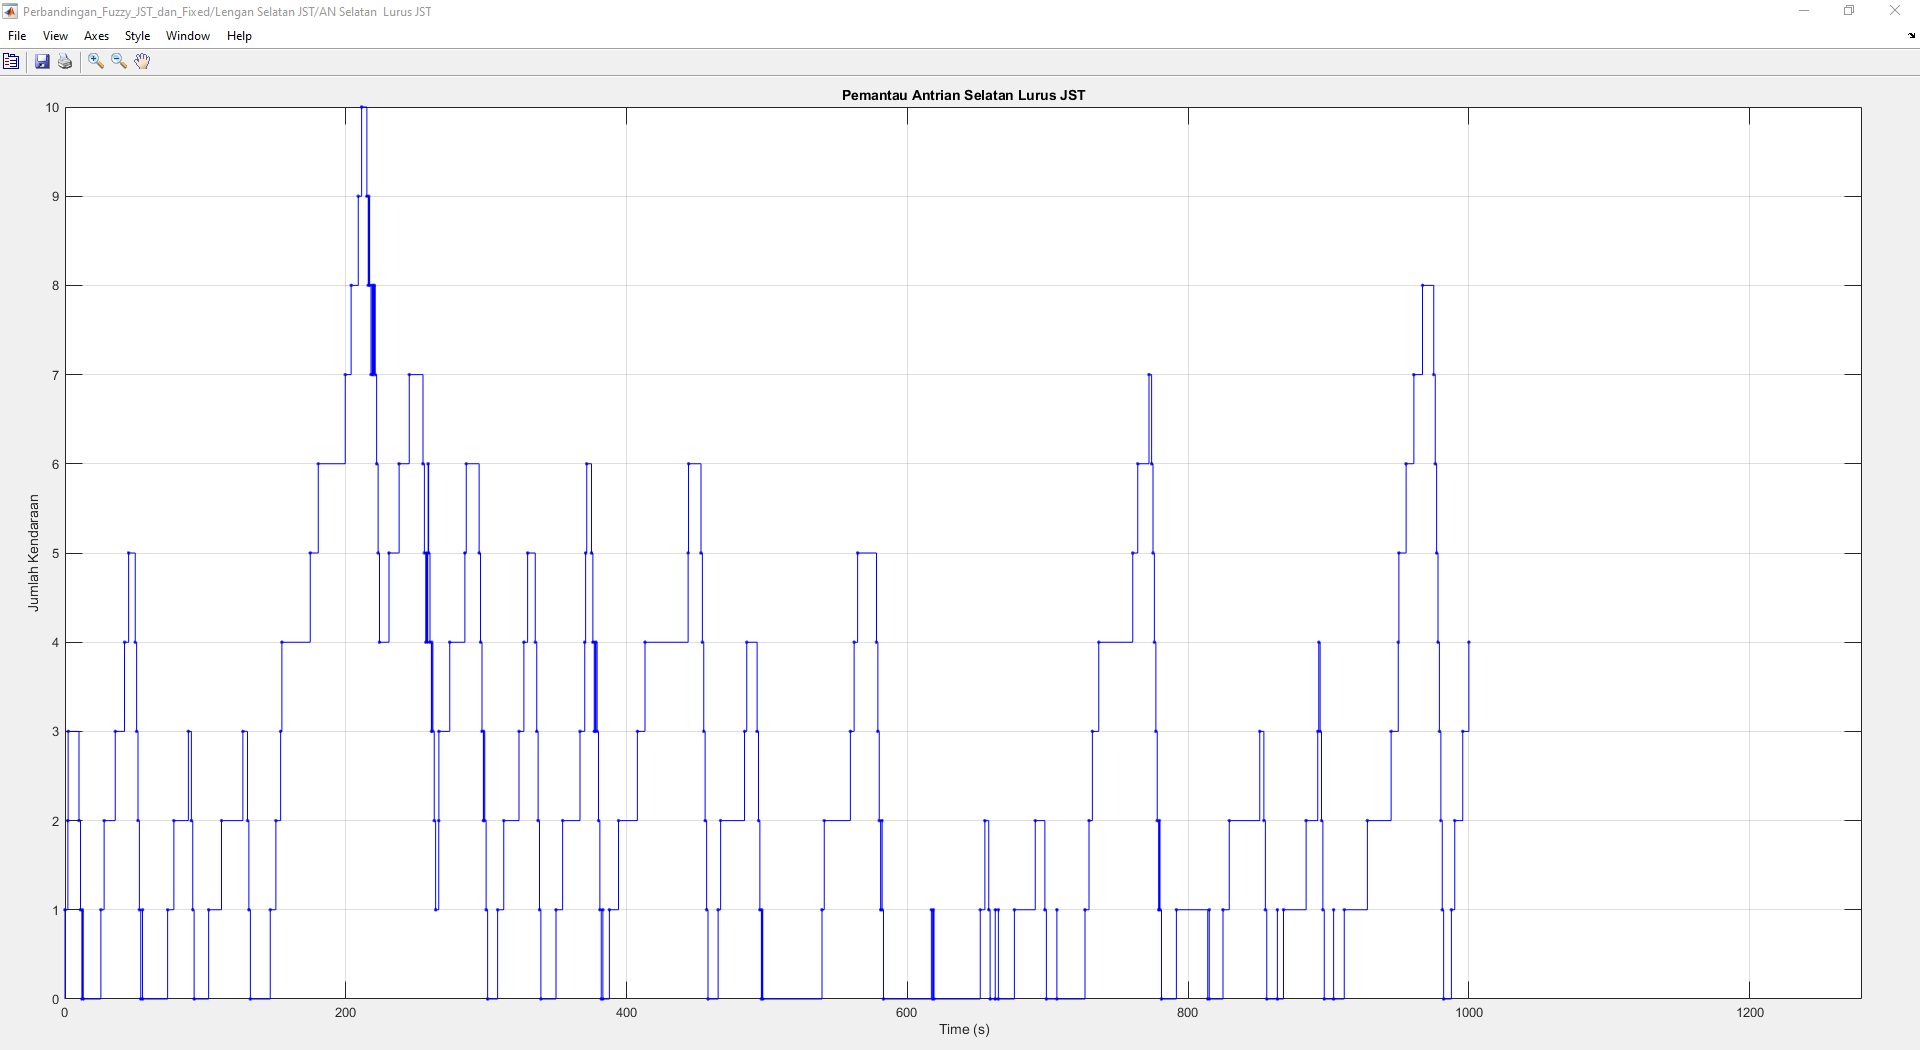 Perbandingan_Fuzzy_JST_dan_Fixed/Lengan Selatan JST/AN Selatan  Lurus JST
File View Axes Style Window Help
Pemantau Antrian Selatan Lurus JST
10
9
8
7
6
5
4
3
2
1
0
Jumlah Kendaraan
0 200 400 600 800 1000 1200
Time (s)